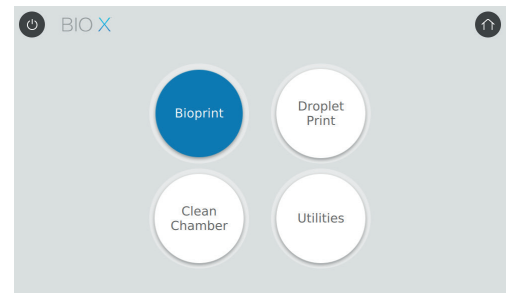 BIO X
Bioprint
Droplet
Print
Clean
Chamber
Utilities